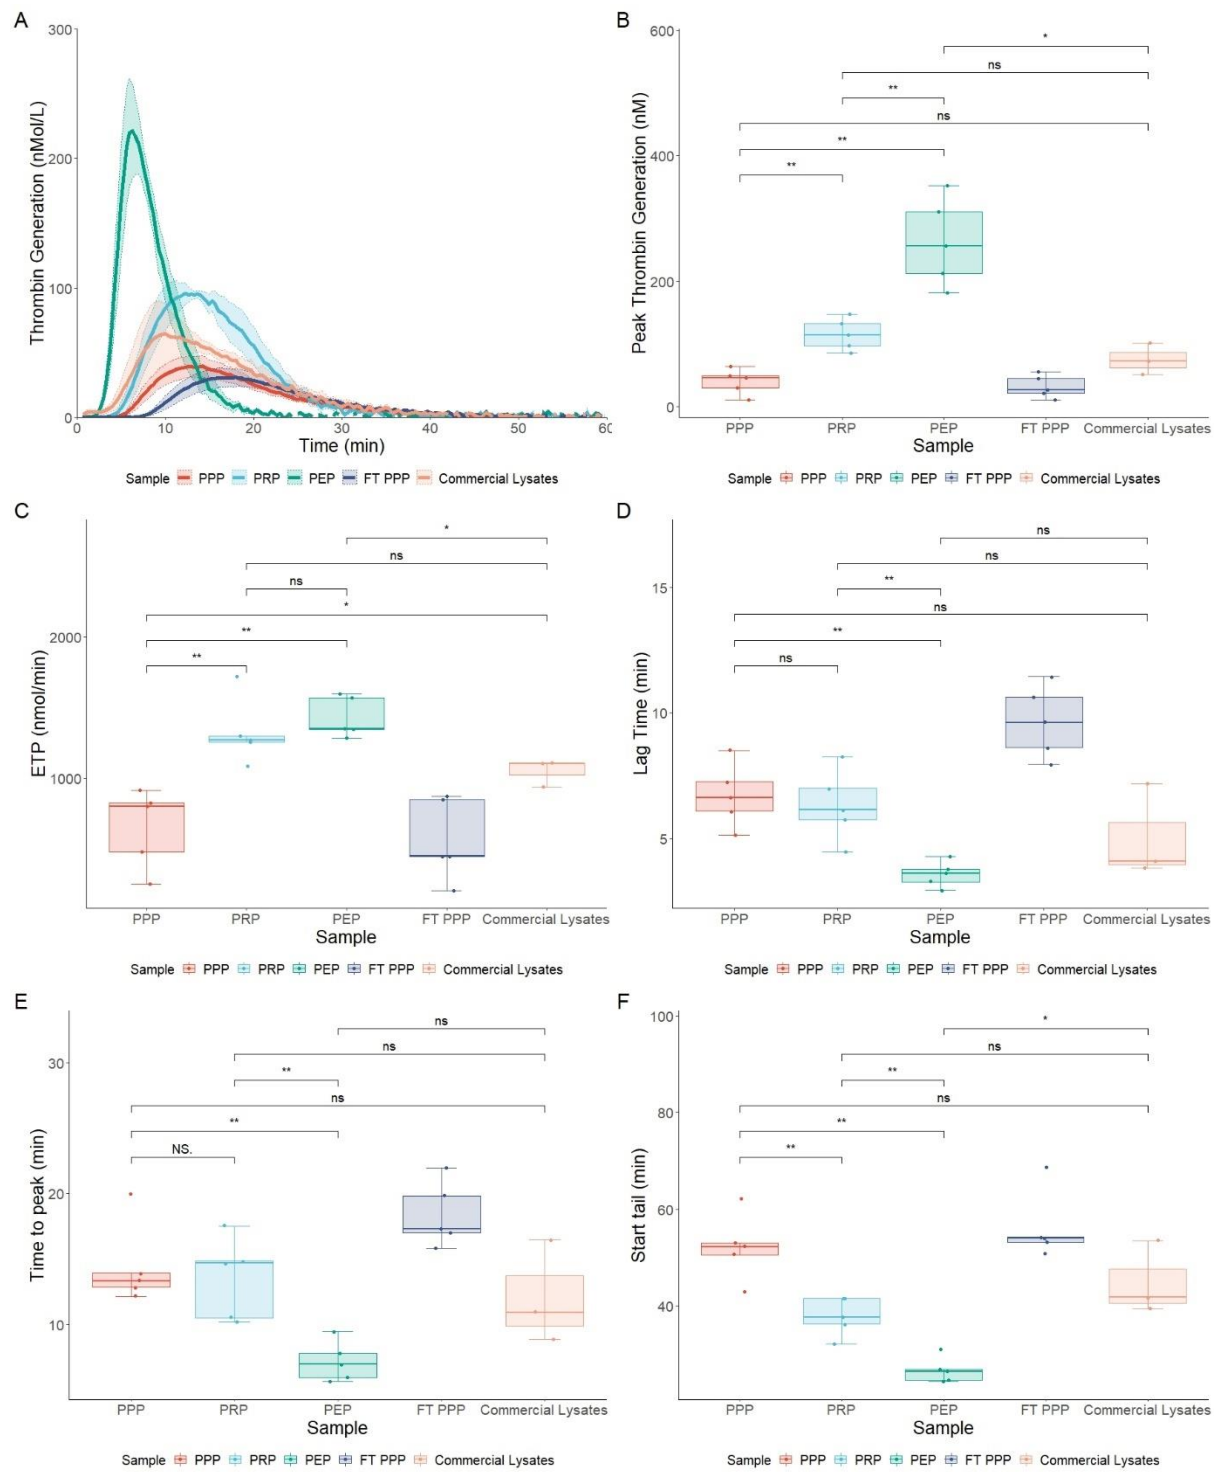 A
300
200
100
0
Thrombin Generation (nMol/L)
0 10 20 30 40 50 60
Time (min)
Sample PPP PRP PEP FT PPP Commercial Lysates
B
600
400
200
0
Peak Thrombin Generation (nM)
*
ns
**
ns
**
**
PPP PRP PEP FT PPP Commercial Lysates
Sample
Sample PPP PRP PEP FT PPP Commercial Lysates
C
2000
1000
ETP (nmol/min)
*
ns
ns
*
**
**
PPP PRP PEP FT PPP Commercial Lysates
Sample
Sample PPP PRP PEP FT PPP Commercial Lysates
D
15
10
5
Lag Time (min)
ns
ns
**
ns
**
ns
PPP PRP PEP FT PPP Commercial Lysates
Sample
Sample PPP PRP PEP FT PPP Commercial Lysates
E
30
20
10
Time to peak (min)
ns
ns
**
ns
**
NS.
PPP PRP PEP FT PPP Commercial Lysates
Sample
Sample PPP PRP PEP FT PPP Commercial Lysates
F
100
80
60
40
Start tail (min)
*
ns
**
ns
**
**
PPP PRP PEP FT PPP Commercial Lysates
Sample
Sample PPP PRP PEP FT PPP Commercial Lysates